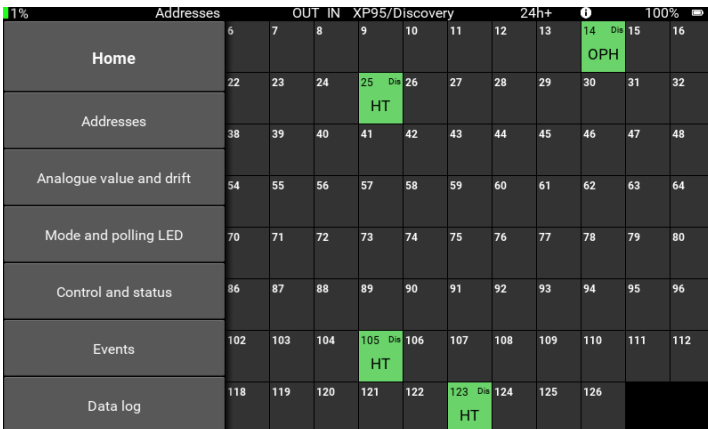 1% Addresses OUT IN XP95/Discovery 24h+ 100%
Home
Addresses
Analogue value and drift
Mode and polling LED
Control and status
Events
Data log
6 7 8 9 10 11 12 13 14 Dis 15 16
OPH
22 23 24 25 Dis 26 27 28 29 30 31 32
HT
38 39 40 41 42 43 44 45 46 47 48
54 55 56 57 58 59 60 61 62 63 64
70 71 72 73 74 75 76 77 78 79 80
86 87 88 89 90 91 92 93 94 95 96
102 103 104 105 Dis 106 107 108 109 110 111 112
HT
118 119 120 121 122 123 Dis 124 125 126
HT